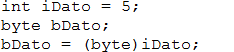 int iDato = 5;
byte bDato;
bDato = (byte)iDato;